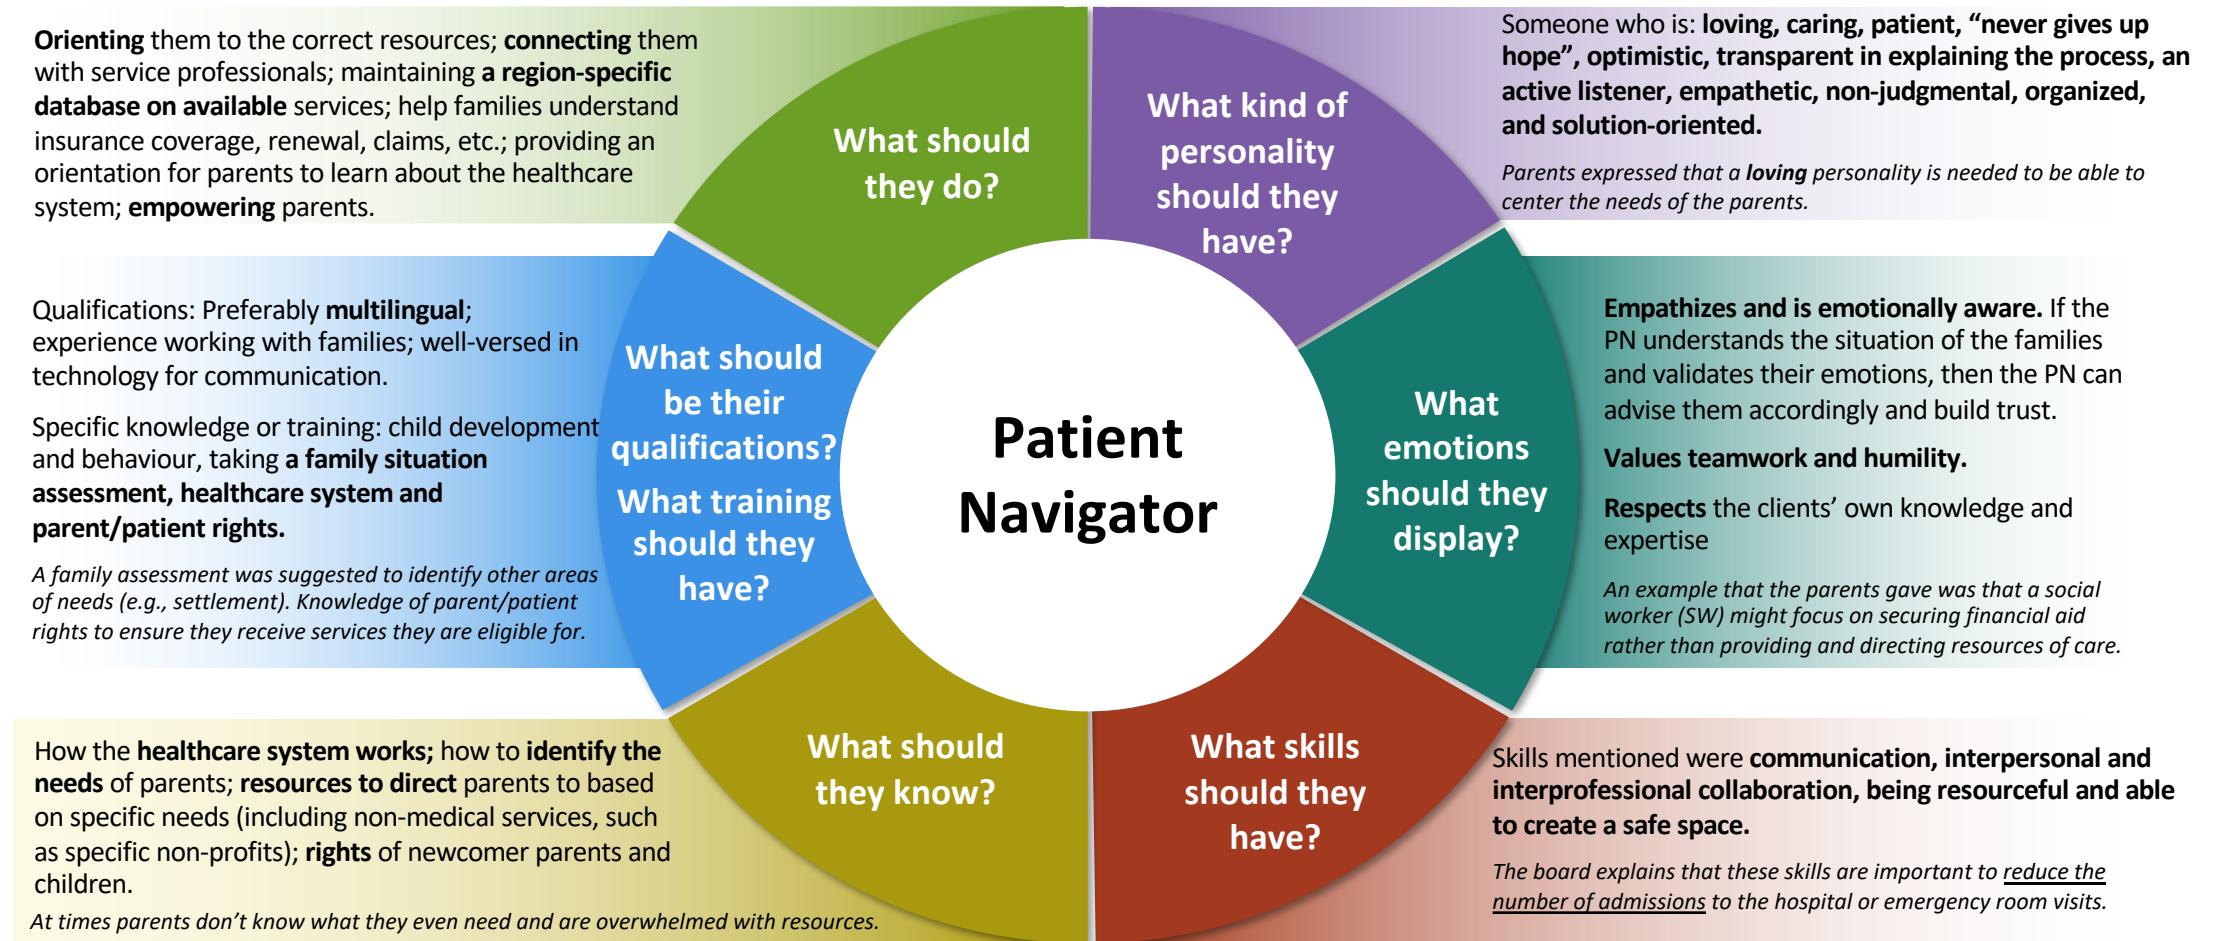 Orienting them to the correct resources; connecting them
with service professionals; maintaining a region-specific
database on available services; help families understand
insurance coverage, renewal, claims, etc.; providing an
orientation for parents to learn about the healthcare
system; empowering parents.
What should
they do?
What kind of
personality
should they
have?
Someone who is: loving, caring, patient, “never gives up
hope”, optimistic, transparent in explaining the process, an
active listener, empathetic, non-judgmental, organized,
and solution-oriented.
Parents expressed that a loving personality is needed to be able to
center the needs of the parents.
Qualifications: Preferably multilingual;
experience working with families; well-versed in
technology for communication.
Specific knowledge or training: child development
and behaviour, taking a family situation
assessment, healthcare system and
parent/patient rights.
A family assessment was suggested to identify other areas
of needs (e.g., settlement). Knowledge of parent/patient
rights to ensure they receive services they are eligible for.
What should
be their
qualifications?
What training
should they
have?
Patient
Navigator
What
emotions
should they
display?
Empathizes and is emotionally aware. If the
PN understands the situation of the families
and validates their emotions, then the PN can
advise them accordingly and build trust.
Values teamwork and humility.
Respects the clients’ own knowledge and
expertise
An example that the parents gave was that a social
worker (SW) might focus on securing financial aid
rather than providing and directing resources of care.
How the healthcare system works; how to identify the
needs of parents; resources to direct parents to based
on specific needs (including non-medical services, such
as specific non-profits); rights of newcomer parents and
children.
At times parents don’t know what they even need and are overwhelmed with resources.
What should
they know?
What skills
should they
have?
Skills mentioned were communication, interpersonal and
interprofessional collaboration, being resourceful and able
to create a safe space.
The board explains that these skills are important to reduce the
number of admissions to the hospital or emergency room visits.